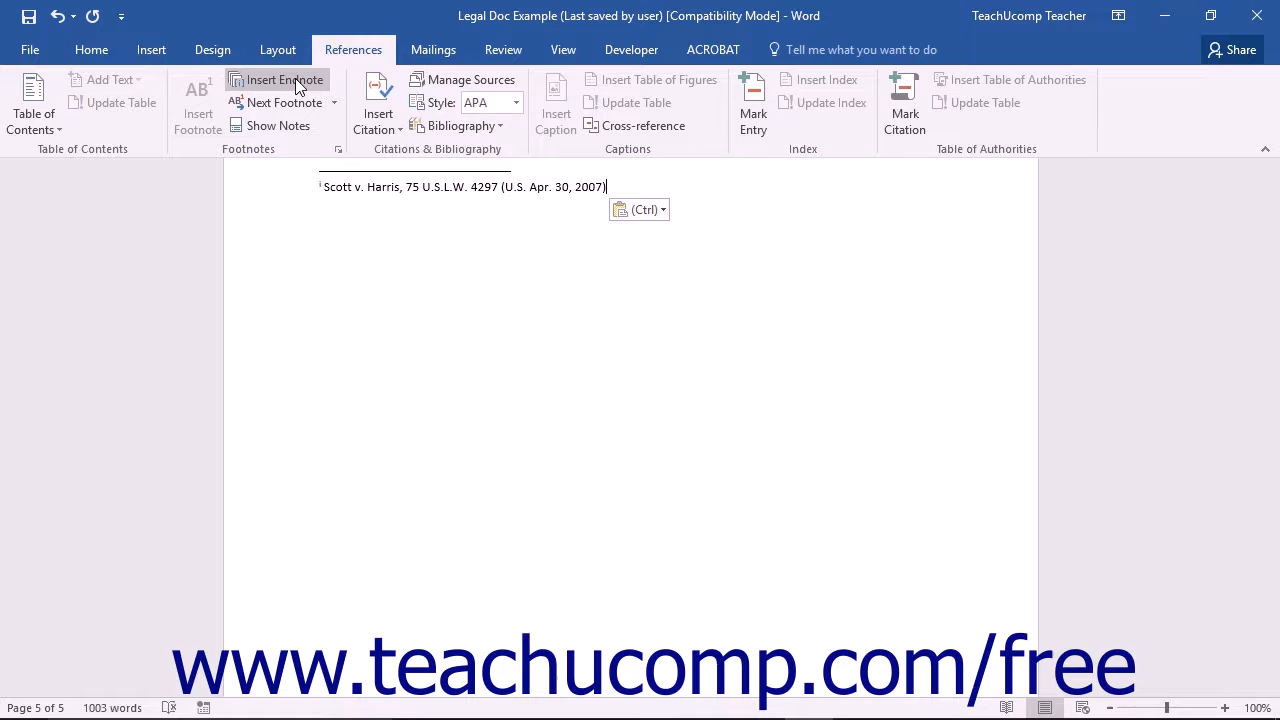 Legal Doc Example (Last saved by user) [Compatibility Mode] - Word
TeachUcomp Teacher
File Home Insert Design Layout References Mailings Review View Developer ACROBAT Tell me what you want to do Share
Table of Contents
Add Text
Update Table
Table of Contents
AB1
Insert Footnote
Insert Endnote
AB1 Next Footnote
Show Notes
Footnotes
Insert Citation
Manage Sources
Style: APA
Bibliography
Citations & Bibliography
Insert Caption
Insert Table of Figures
Update Table
Cross-reference
Captions
Mark Entry
Insert Index
Update Index
Index
Mark Citation
Insert Table of Authorities
Update Table
Table of Authorities
i Scott v. Harris, 75 U.S.L.W. 4297 (U.S. Apr. 30, 2007)
(Ctrl)
www.teachucomp.com/free
Page 5 of 5 1003 words 100%